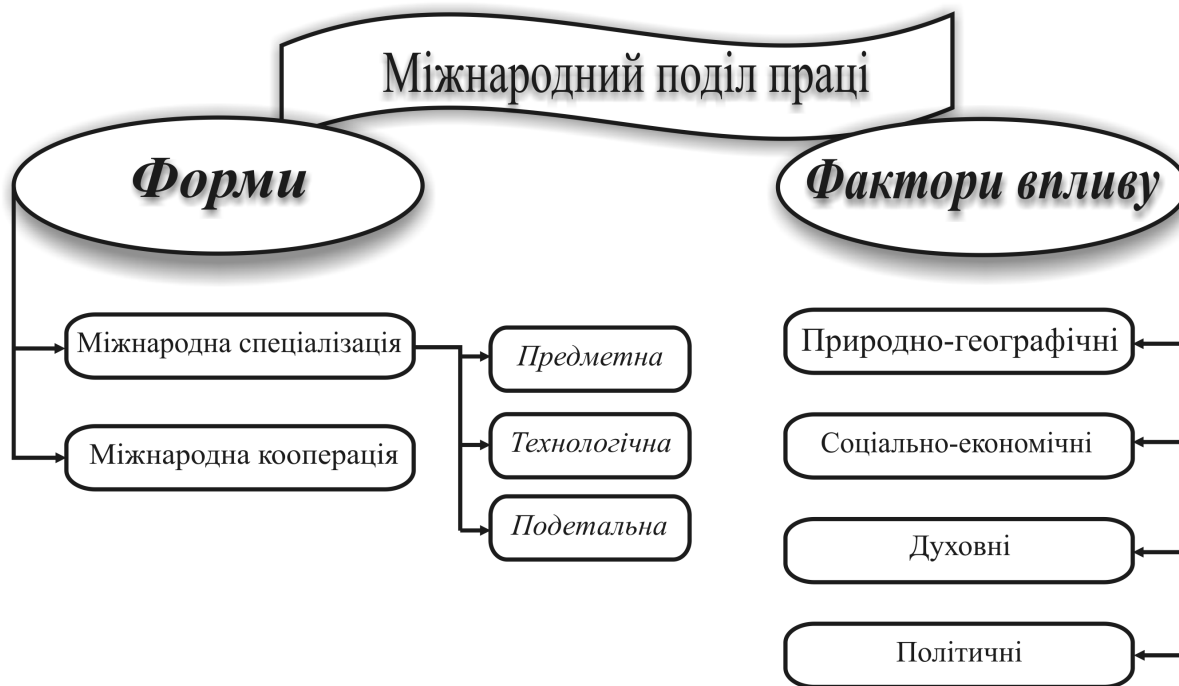 Міжнародний поділ праці
Форми
Фактори впливу
Міжнародна спеціалізація
Міжнародна кооперація
Предметна
Технологічна
Подетальна
Природно-географічні
Соціально-економічні
Духовні
Політичні